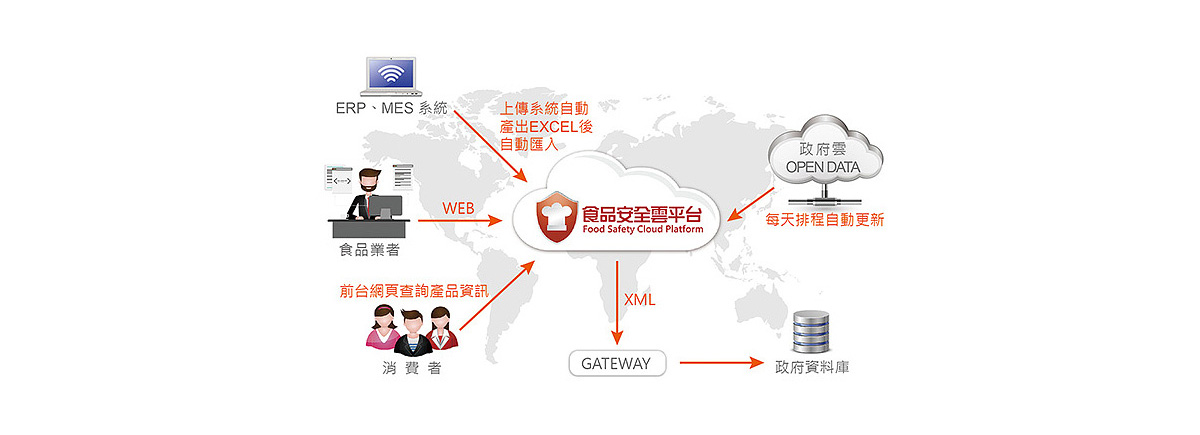 ERP、MES 系統
上傳系統自動
產出EXCEL後
自動匯入
政府雲
OPEN DATA
每天排程自動更新
食品業者
WEB
食品安全雲平台
Food Safety Cloud Platform
前台網頁查詢產品資訊
消費者
XML
GATEWAY
政府資料庫